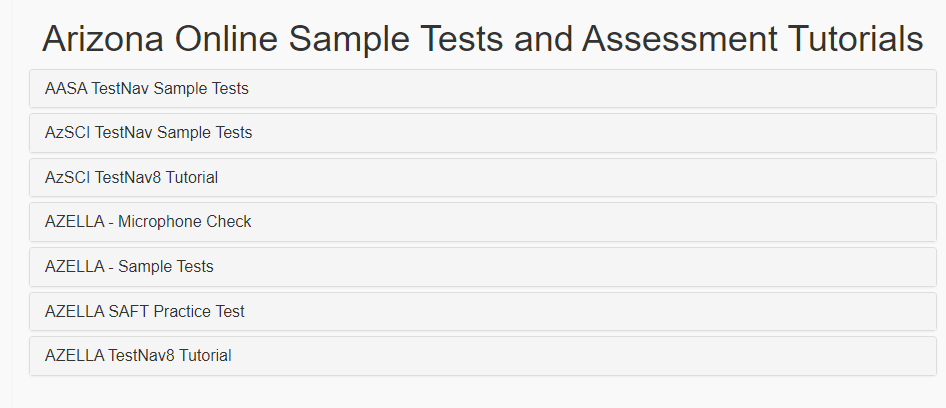 Arizona Online Sample Tests and Assessment Tutorials
AASA TestNav Sample Tests
AzSCI TestNav Sample Tests
AzSCI TestNav8 Tutorial
AZELLA - Microphone Check
AZELLA - Sample Tests
AZELLA SAFT Practice Test
AZELLA TestNav8 Tutorial